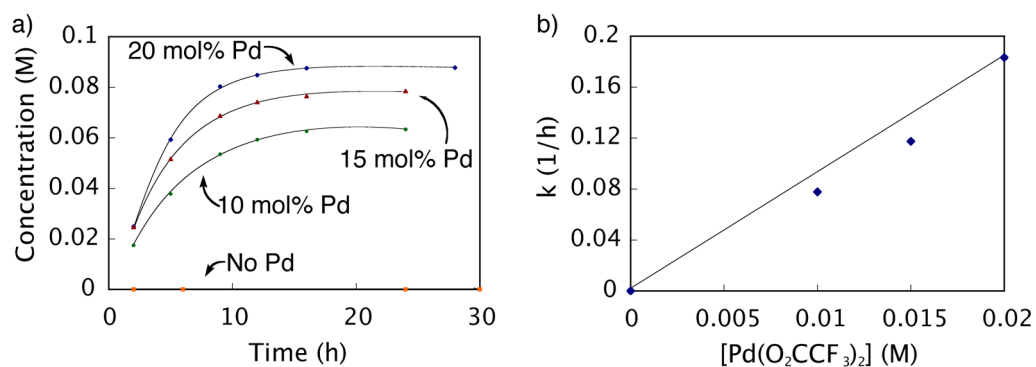 a)
0.1
0.08
0.06
0.04
0.02
0
Concentration (M)
20 mol% Pd
15 mol% Pd
10 mol% Pd
No Pd
0 10 20 30
Time (h)
b)
0.2
0.16
0.12
0.08
0.04
0
k (1/h)
0 0.005 0.01 0.015 0.02
[Pd(O₂CCF₃)₂] (M)